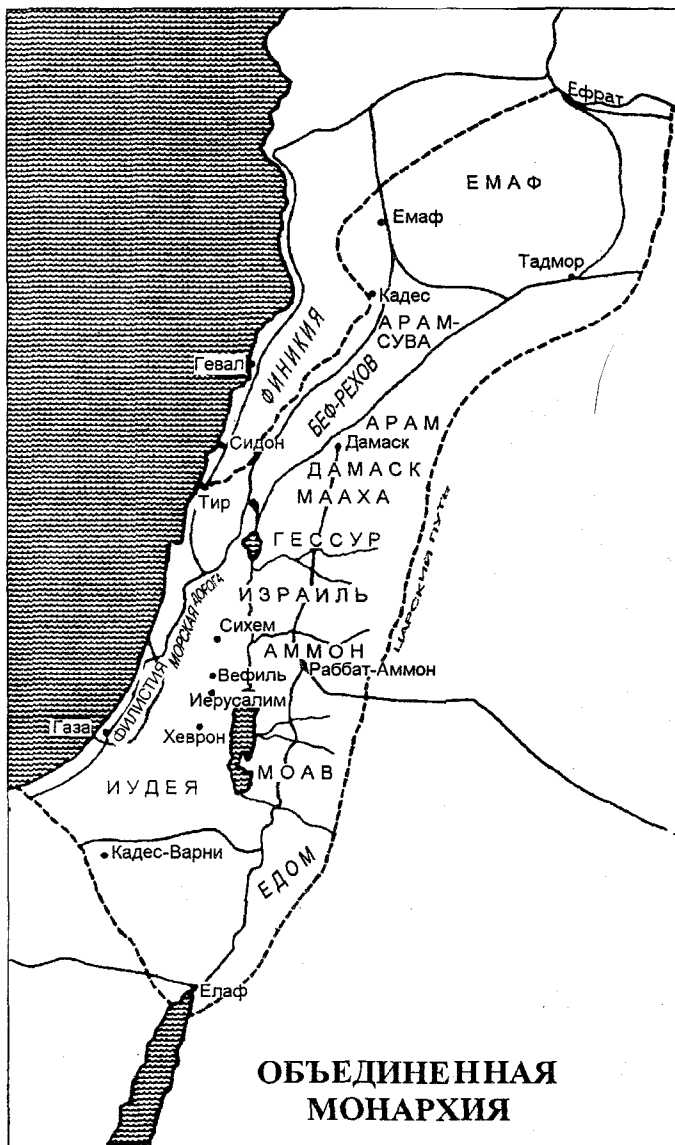 Ефрат
ЕМАФ
Емаф
Тадмор
Кадес
АРАМ-
СУВА
ФИНИКИЯ
Гевал
БЕФ-РЕХОВ
АРАМ
Сидон
Дамаск
ДАМАСК
Тир
МААХА
ГЕССУР
ЦАРСКИЙ ПУТЬ
ИЗРАИЛЬ
МОРСКАЯ ДОРОГА
Сихем
АММОН
Раббат-Аммон
Вефиль
Иерусалим
ФИЛИСТИЯ
Газа
Хеврон
МОАВ
ИУДЕЯ
Кадес-Варни
ЕДОМ
Елаф
ОБЪЕДИНЕННАЯ
МОНАРХИЯ